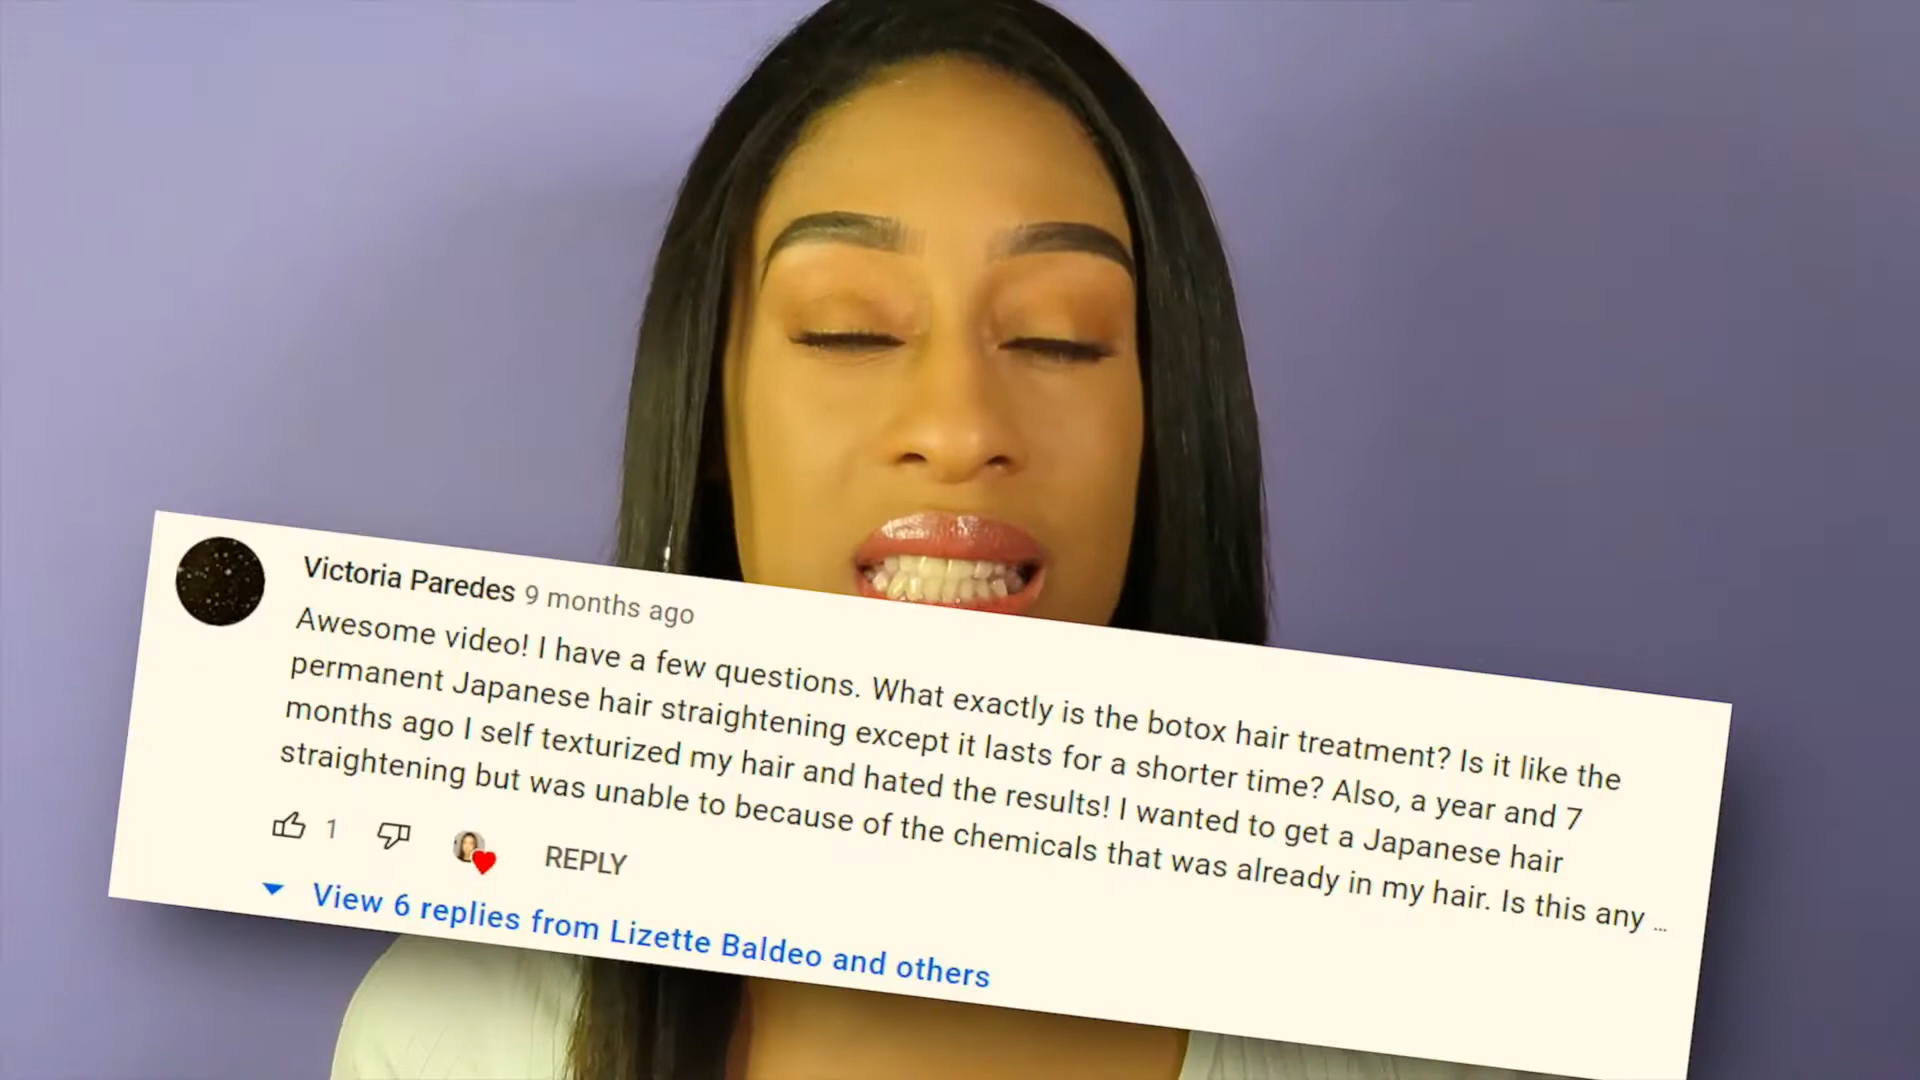 Victoria Paredes 9 months ago
Awesome video! I have a few questions. What exactly is the botox hair treatment? Is it like the
permanent Japanese hair straightening except it lasts for a shorter time? Also, a year and 7
months ago I self texturized my hair and hated the results! I wanted to get a Japanese hair
straightening but was unable to because of the chemicals that was already in my hair. Is this any ...
1 REPLY
View 6 replies from Lizette Baldeo and others